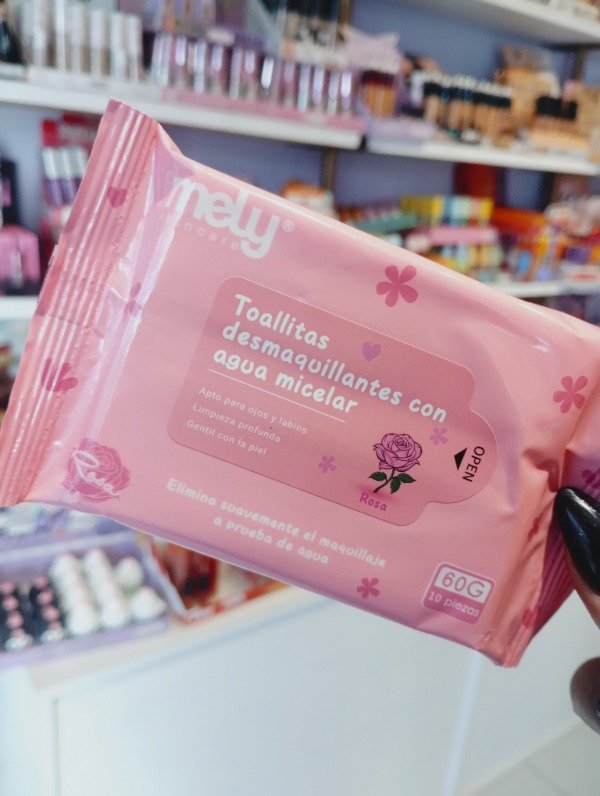 mely®
skincare
Toallitas
desmaquillantes con
agua micelar
Apto para ojos y labios
Limpieza profunda
Gentil con la piel
OPEN
Rosa
Rosa
Elimina suavemente el maquillaje
a prueba de agua
60G
10 piezas